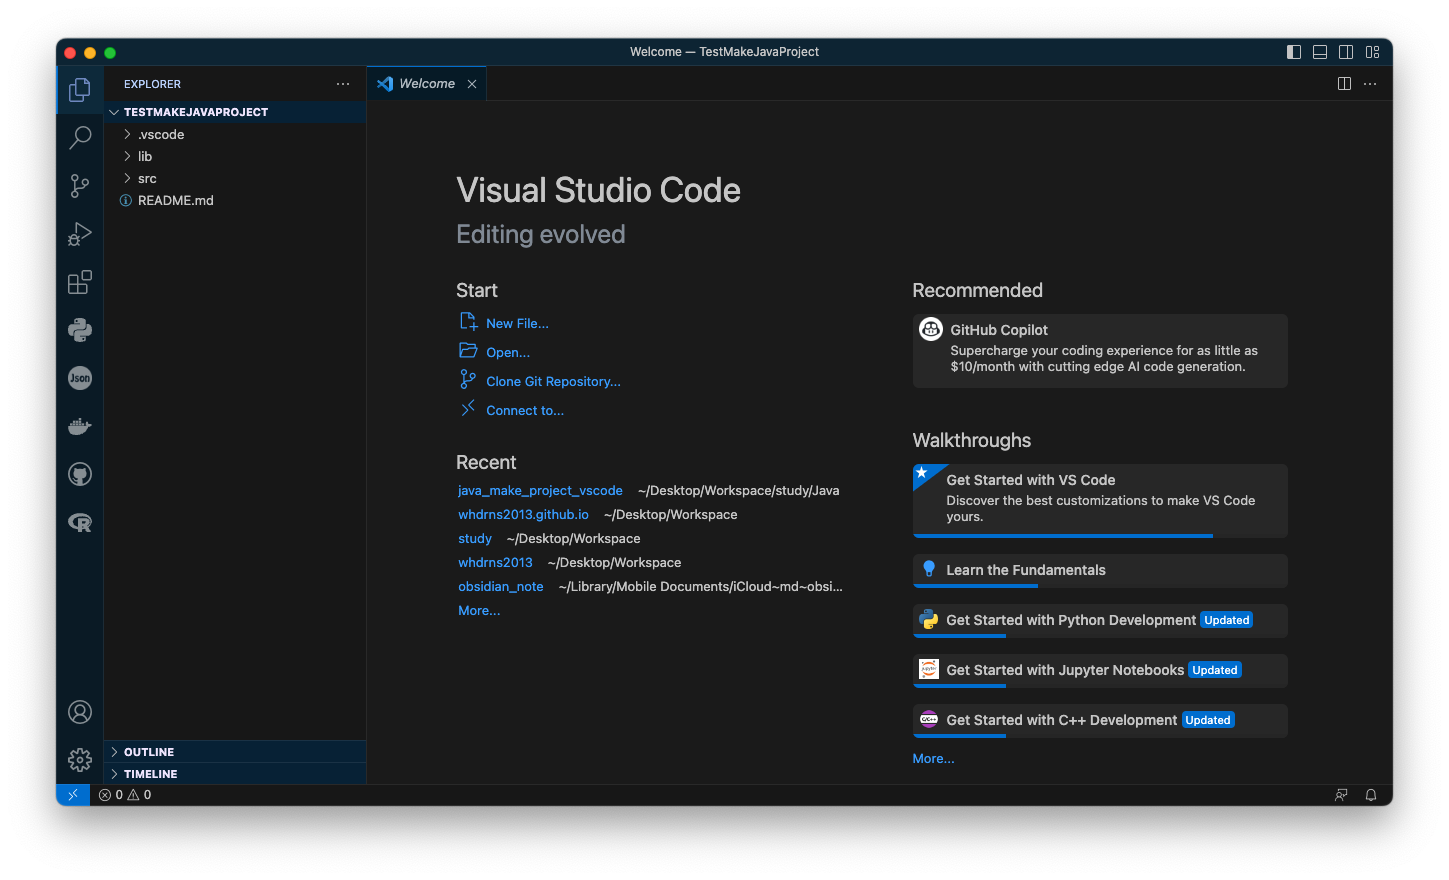 Welcome — TestMakeJavaProject
EXPLORER
Welcome
TESTMAKEJAVAPROJECT
.vscode
lib
src
README.md
OUTLINE
TIMELINE
Visual Studio Code
Editing evolved
Start
New File...
Open...
Clone Git Repository...
Connect to...
Recent
java_make_project_vscode ~/Desktop/Workspace/study/Java
whdrns2013.github.io ~/Desktop/Workspace
study ~/Desktop/Workspace
whdrns2013 ~/Desktop/Workspace
obsidian_note ~/Library/Mobile Documents/iCloud~md~obsi...
More...
Recommended
GitHub Copilot
Supercharge your coding experience for as little as
$10/month with cutting edge AI code generation.
Walkthroughs
Get Started with VS Code
Discover the best customizations to make VS Code
yours.
Learn the Fundamentals
Get Started with Python Development Updated
Jupyter
Get Started with Jupyter Notebooks Updated
C/C++
Get Started with C++ Development Updated
More...
Json
R
0 0